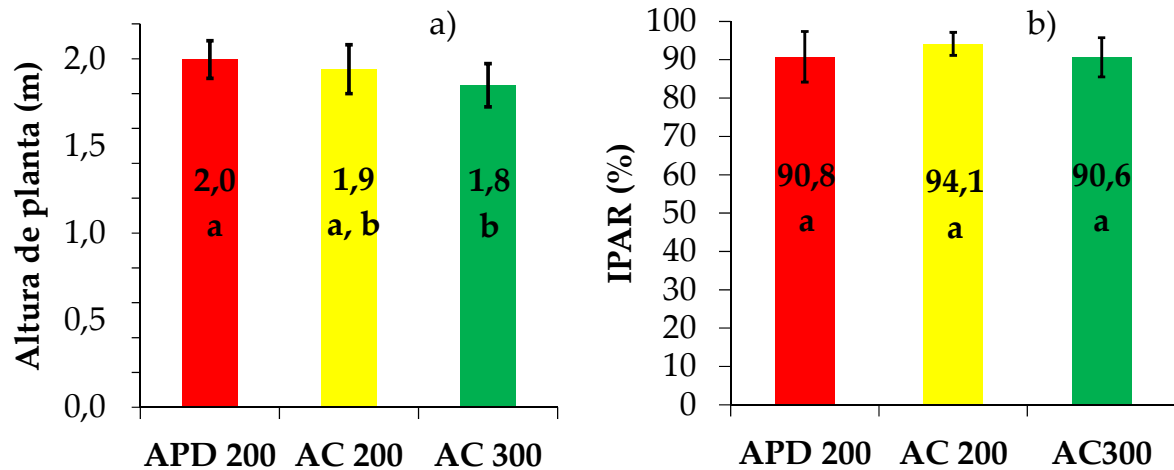 a)
Altura de planta (m)
2,0
1,5
1,0
0,5
0,0
2,0
a
1,9
a, b
1,8
b
APD 200
AC 200
AC 300
b)
IPAR (%)
100
90
80
70
60
50
40
30
20
10
0
90,8
a
94,1
a
90,6
a
APD 200
AC 200
AC300